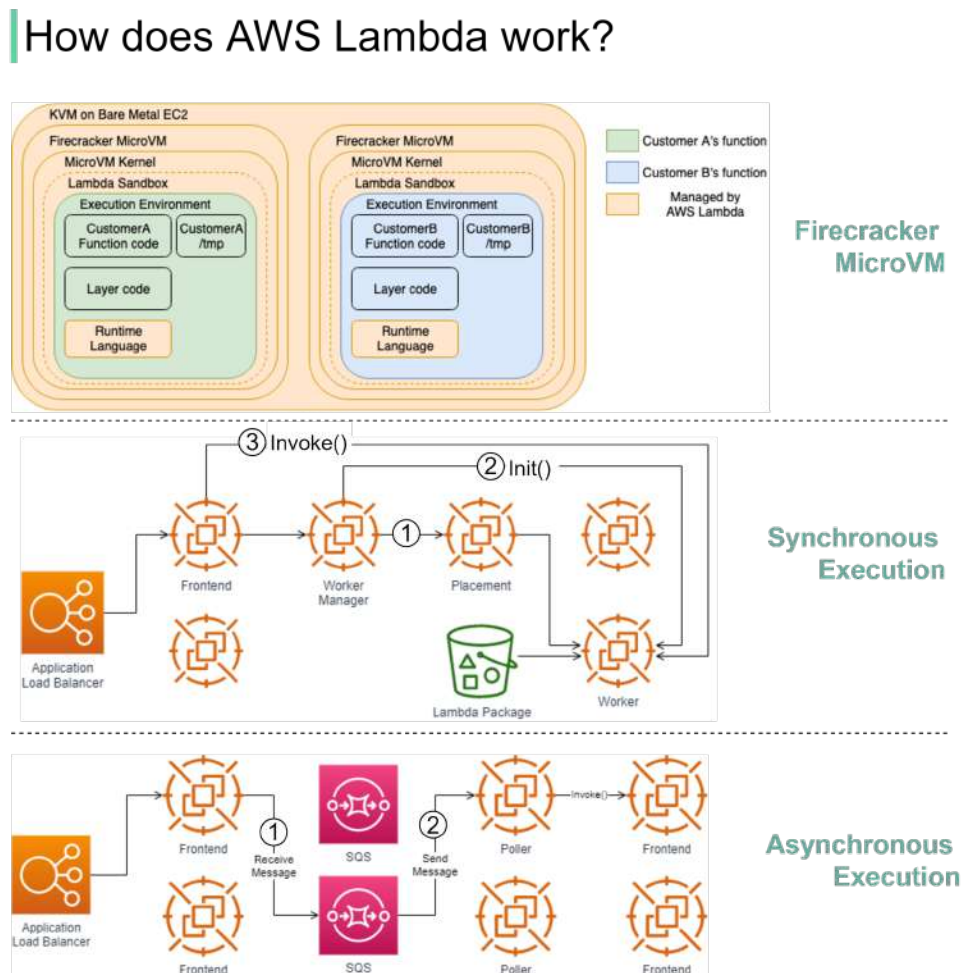 How does AWS Lambda work?
KVM on Bare Metal EC2
Firecracker MicroVM
MicroVM Kernel
Lambda Sandbox
Execution Environment
CustomerA
Function code
CustomerA
/tmp
Layer code
Runtime
Language
Firecracker MicroVM
MicroVM Kernel
Lambda Sandbox
Execution Environment
CustomerB
Function code
CustomerB
/tmp
Layer code
Runtime
Language
Customer A's function
Customer B's function
Managed by
AWS Lambda
Firecracker
MicroVM
3 Invoke()
2 Init()
1
Frontend
Worker
Manager
Placement
Application
Load Balancer
Lambda Package
Worker
Synchronous
Execution
Frontend
1
Receive
Message
SQS
2
Send
Message
Poller
Invoke()
Frontend
Application
Load Balancer
Frontend
SQS
Poller
Frontend
Asynchronous
Execution